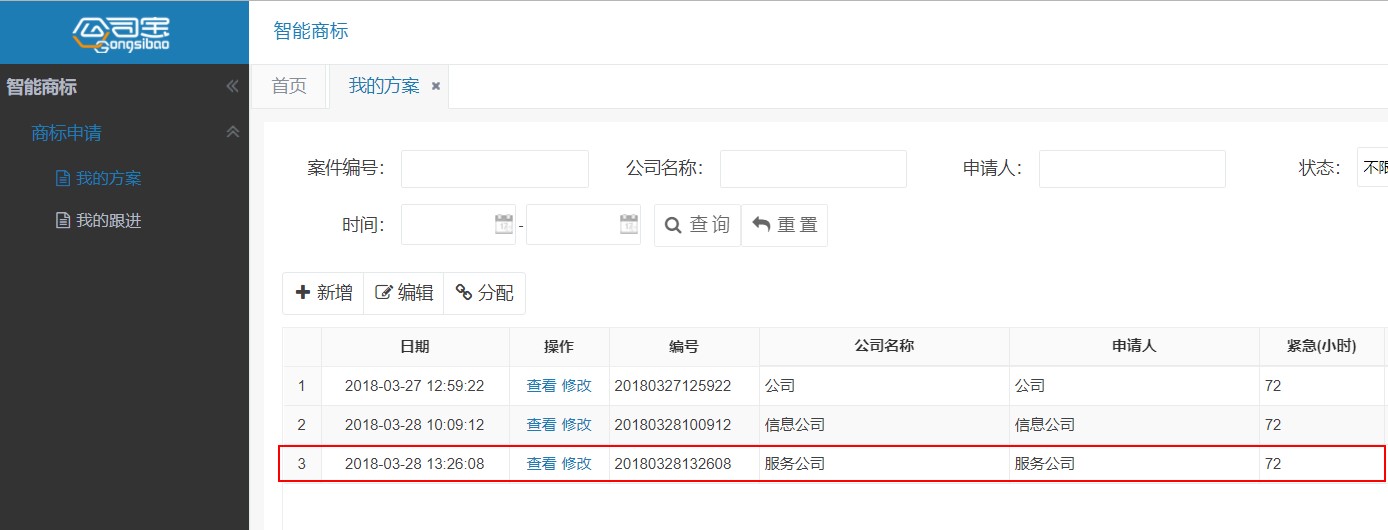 公司宝
Gongsibao
智能商标
智能商标
首页 我的方案
商标申请
我的方案
我的跟进
案件编号： 公司名称： 申请人： 状态： 不限
时间： - 查询 重置
新增 编辑 分配
日期 操作 编号 公司名称 申请人 紧急(小时)
1 2018-03-27 12:59:22 查看 修改 20180327125922 公司 公司 72
2 2018-03-28 10:09:12 查看 修改 20180328100912 信息公司 信息公司 72
3 2018-03-28 13:26:08 查看 修改 20180328132608 服务公司 服务公司 72